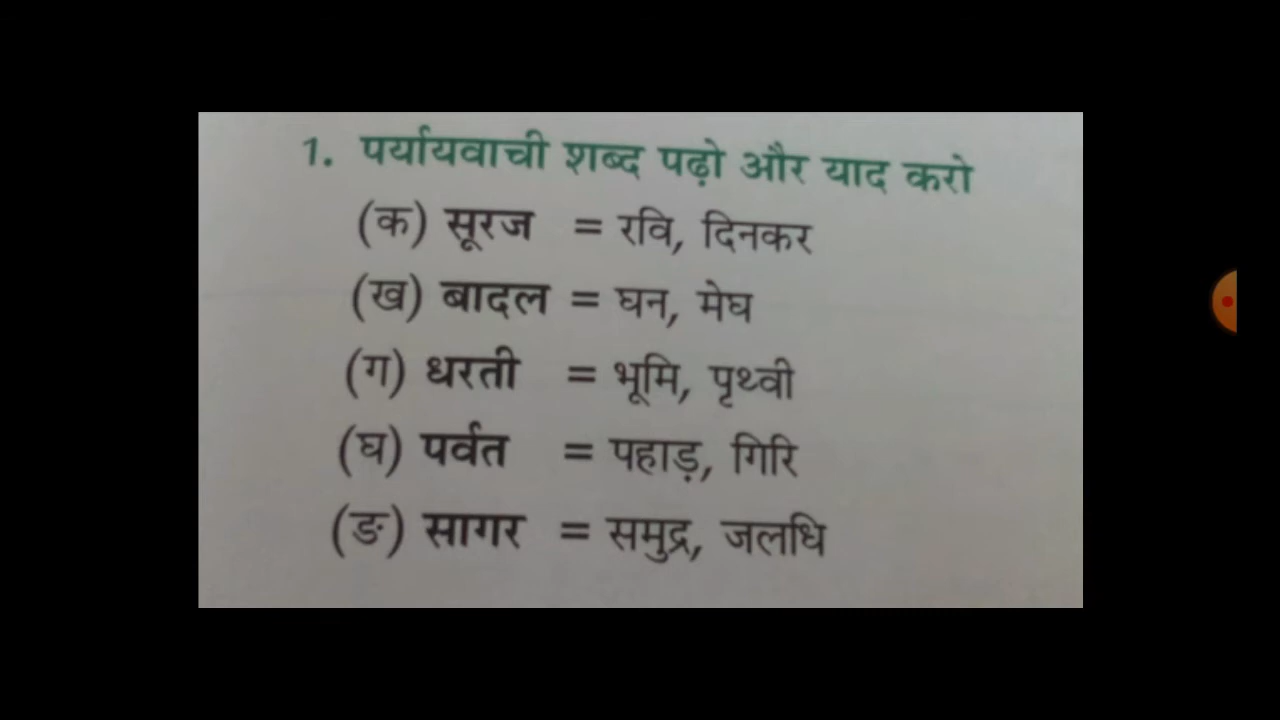 1. पर्यायवाची शब्द पढ़ो और याद करो
(क) सूरज = रवि, दिनकर
(ख) बादल = घन, मेघ
(ग) धरती = भूमि, पृथ्वी
(घ) पर्वत = पहाड़, गिरि
(ङ) सागर = समुद्र, जलधि